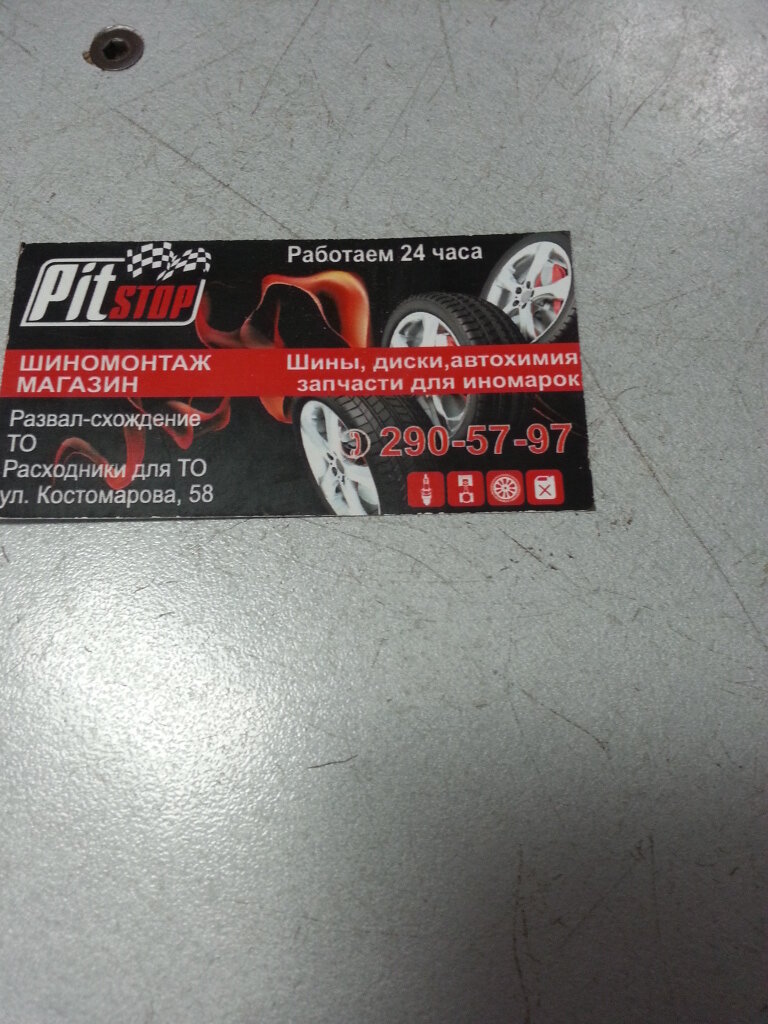 Pit STOP
Работаем 24 часа
ШИНОМОНТАЖ
МАГАЗИН
Шины, диски,автохимия
запчасти для иномарок
Развал-схождение
ТО
Расходники для ТО
ул. Костомарова, 58
290-57-97